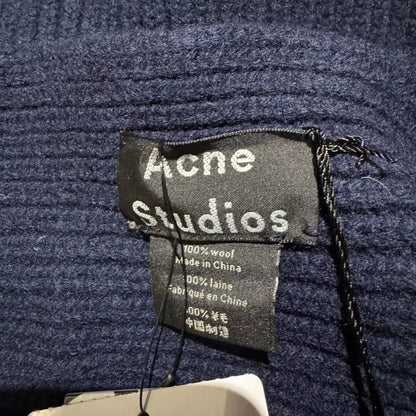 Acne
Studios
100% wool
Made in China
100% laine
Fabriqué en Chine
100% 羊毛
中国制造